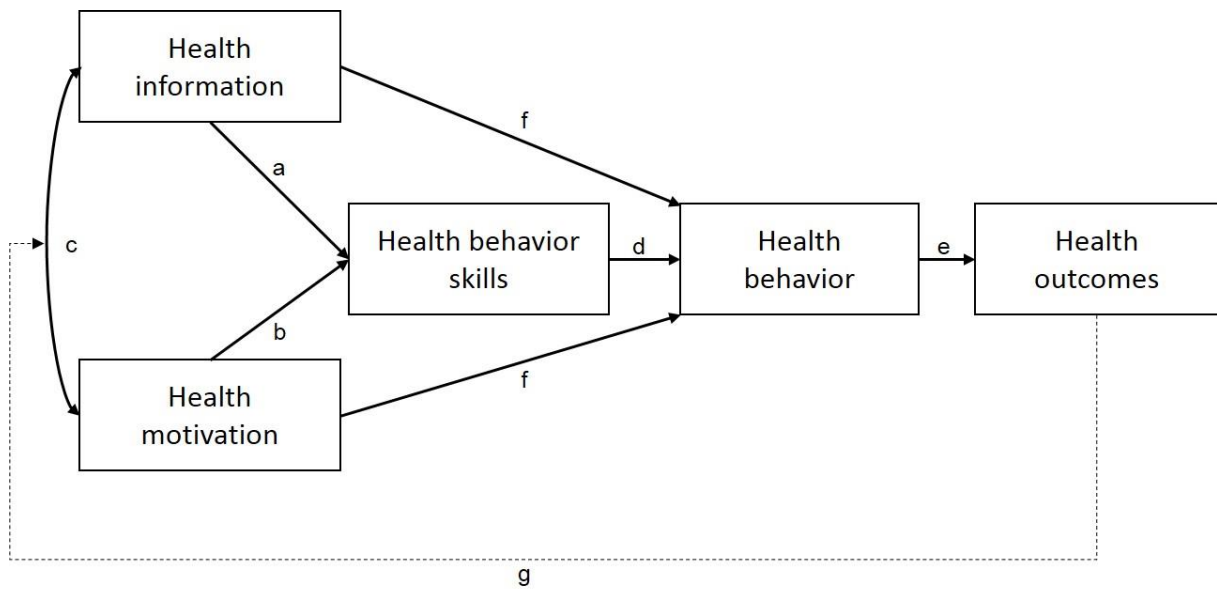 Health
information
f
a
c
Health behavior
skills
d
Health
behavior
e
Health
outcomes
b
f
Health
motivation
g